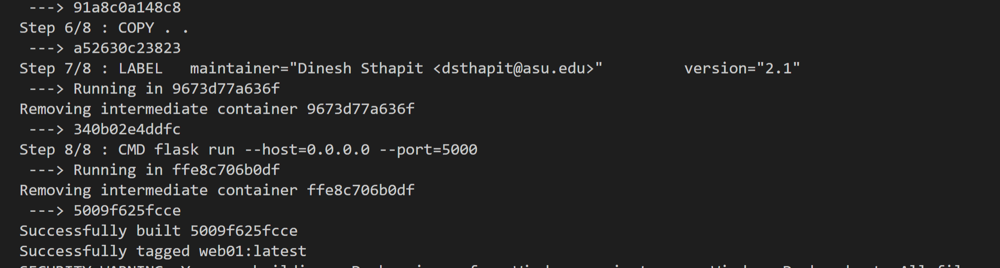 ---> 91a8c0a148c8
Step 6/8 : COPY . .
---> a52630c23823
Step 7/8 : LABEL   maintainer="Dinesh Sthapit <dsthapit@asu.edu>"         version="2.1"
---> Running in 9673d77a636f
Removing intermediate container 9673d77a636f
---> 340b02e4ddfc
Step 8/8 : CMD flask run --host=0.0.0.0 --port=5000
---> Running in ffe8c706b0df
Removing intermediate container ffe8c706b0df
---> 5009f625fcce
Successfully built 5009f625fcce
Successfully tagged web01:latest